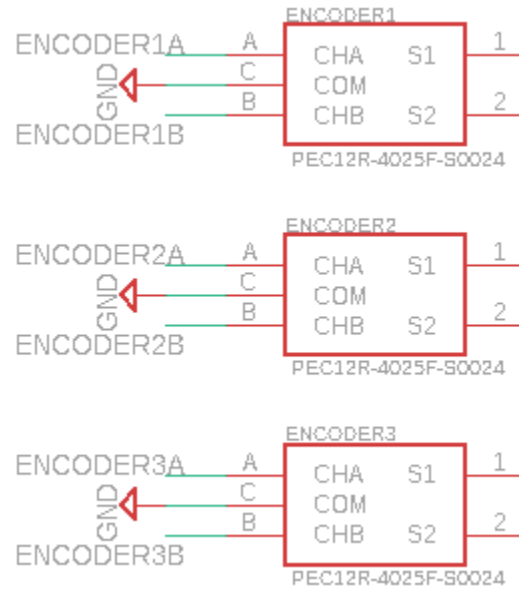 ENCODER1
ENCODER1A A CHA S1 1
GND C COM
B CHB S2 2
ENCODER1B
PEC12R-4025F-S0024
ENCODER2
ENCODER2A A CHA S1 1
GND C COM
B CHB S2 2
ENCODER2B
PEC12R-4025F-S0024
ENCODER3
ENCODER3A A CHA S1 1
GND C COM
B CHB S2 2
ENCODER3B
PEC12R-4025F-S0024